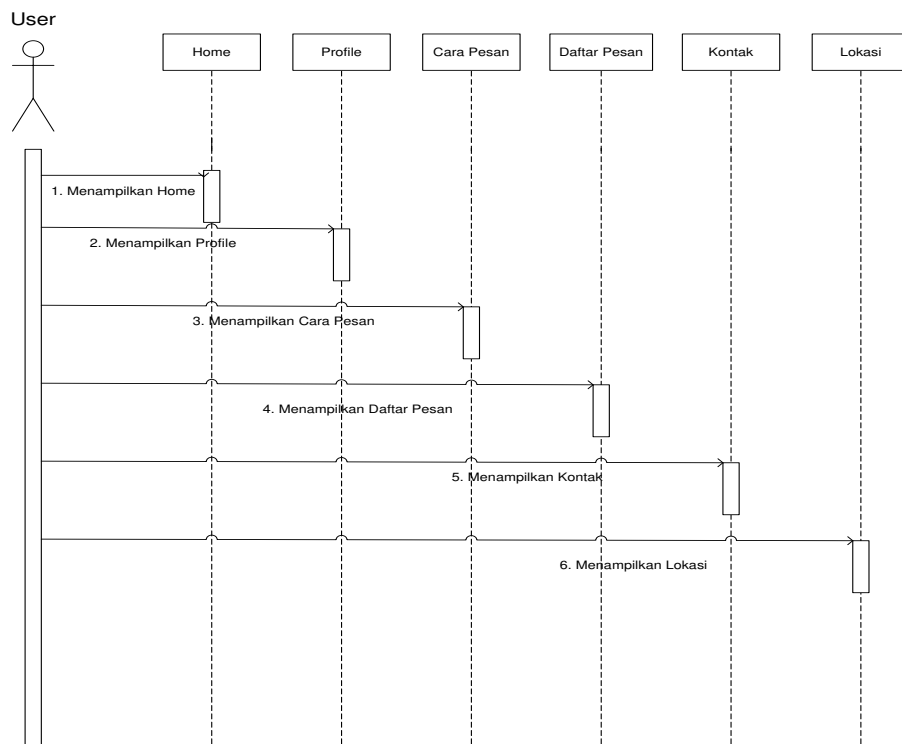 User
Home
Profile
Cara Pesan
Daftar Pesan
Kontak
Lokasi
1. Menampilkan Home
2. Menampilkan Profile
3. Menampilkan Cara Pesan
4. Menampilkan Daftar Pesan
5. Menampilkan Kontak
6. Menampilkan Lokasi